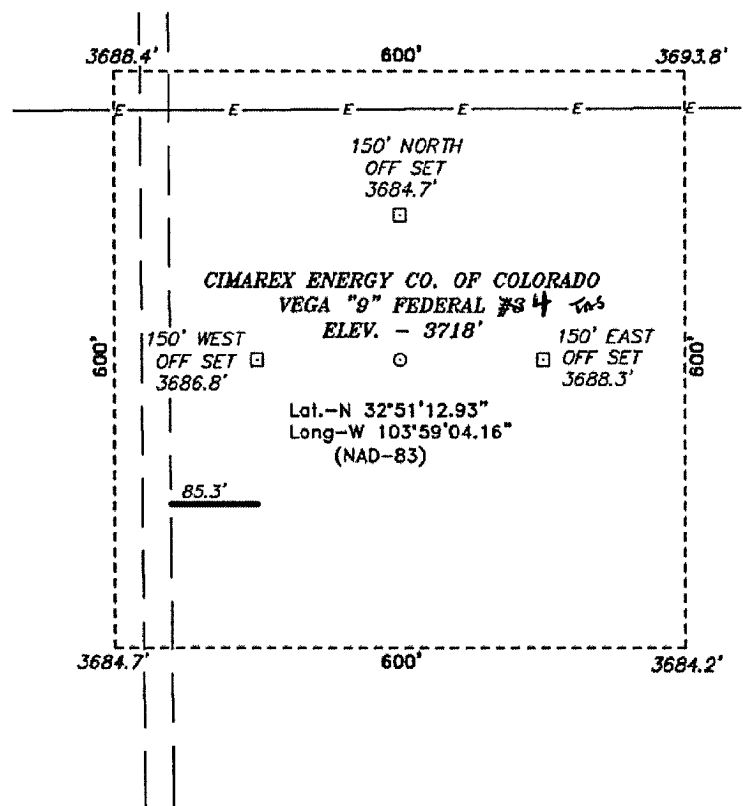 3688.4' 600' 3693.8'
E E E E E E
150' NORTH
OFF SET
3684.7'
CIMAREX ENERGY CO. OF COLORADO
VEGA "9" FEDERAL #4
ELEV. - 3718'
150' WEST
OFF SET
3686.8'
150' EAST
OFF SET
3688.3'
600'
600'
Lat.-N 32°51'12.93"
Long-W 103°59'04.16"
(NAD-83)
85.3'
3684.7' 600' 3684.2'